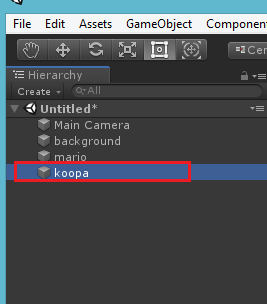 File Edit Assets GameObject Component
Hierarchy
Create All
Untitled*
Main Camera
background
mario
koopa